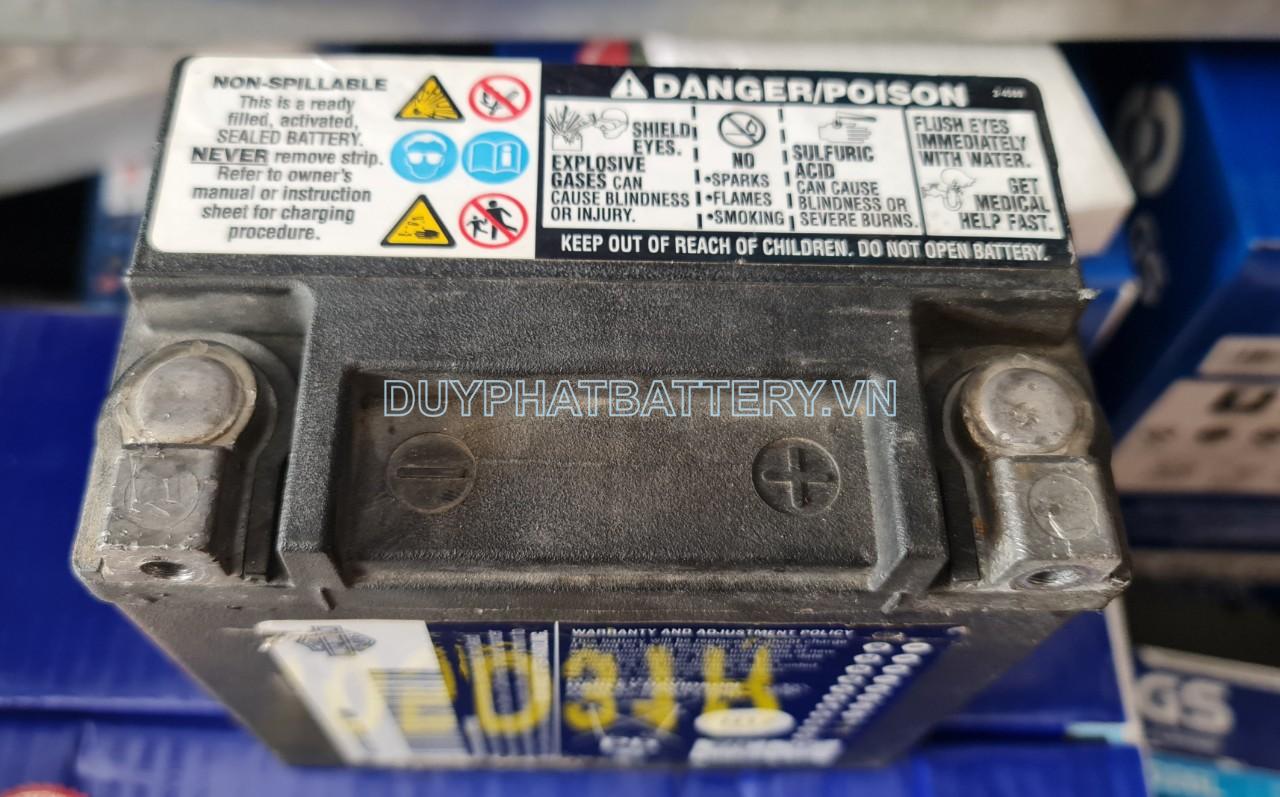 NON-SPILLABLE
This is a ready
filled, activated,
SEALED BATTERY.
NEVER remove strip.
Refer to owner's
manual or instruction
sheet for charging
procedure.
DANGER/POISON
SHIELD
EYES.
EXPLOSIVE
GASES CAN
CAUSE BLINDNESS
OR INJURY.
NO
•SPARKS
•FLAMES
•SMOKING
SULFURIC
ACID
CAN CAUSE
BLINDNESS OR
SEVERE BURNS.
FLUSH EYES
IMMEDIATELY
WITH WATER.
GET
MEDICAL
HELP FAST.
KEEP OUT OF REACH OF CHILDREN. DO NOT OPEN BATTERY.
DUYPHATBATTERY.VN
WARRANTY AND ADJUSTMENT POLICY
GS